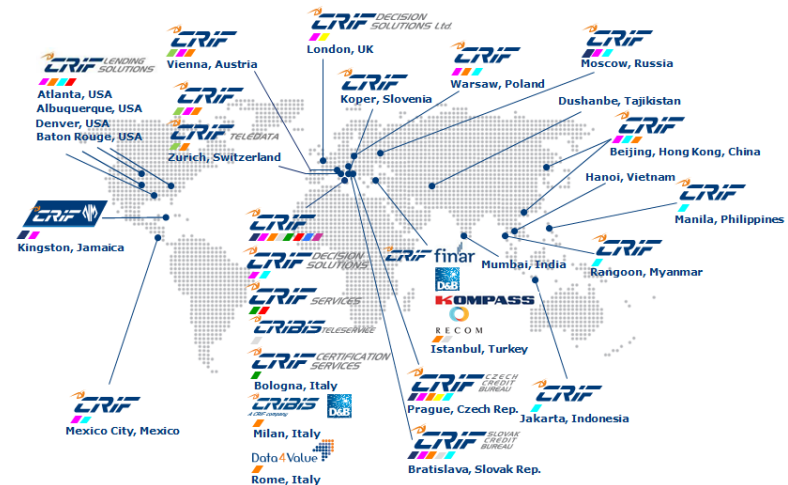 CRIF LENDING SOLUTIONS
Atlanta, USA
Albuquerque, USA
Denver, USA
Baton Rouge, USA
CRIF
Vienna, Austria
CRIF
CRIF TELEDATA
Zurich, Switzerland
CRIF DECISION SOLUTIONS Ltd.
London, UK
CRIF
Koper, Slovenia
CRIF
Warsaw, Poland
CRIF
Moscow, Russia
Dushanbe, Tajikistan
CRIF
Beijing, Hong Kong, China
Hanoi, Vietnam
CRIF
Manila, Philippines
CRIF
Rangoon, Myanmar
Mumbai, India
CRIF
Kingston, Jamaica
CRIF
Mexico City, Mexico
CRIF
CRIF DECISION SOLUTIONS
CRIF SERVICES
CRIBIS TELESERVICE
CRIF CERTIFICATION SERVICES
Bologna, Italy
CRIBIS D&B
A CRIF company
Milan, Italy
Data4Value
Rome, Italy
CRIF finar
D&B
KOMPASS
RECOM
Istanbul, Turkey
CRIF CZECH CREDIT BUREAU
Prague, Czech Rep.
CRIF SLOVAK CREDIT BUREAU
Bratislava, Slovak Rep.
CRIF
Jakarta, Indonesia